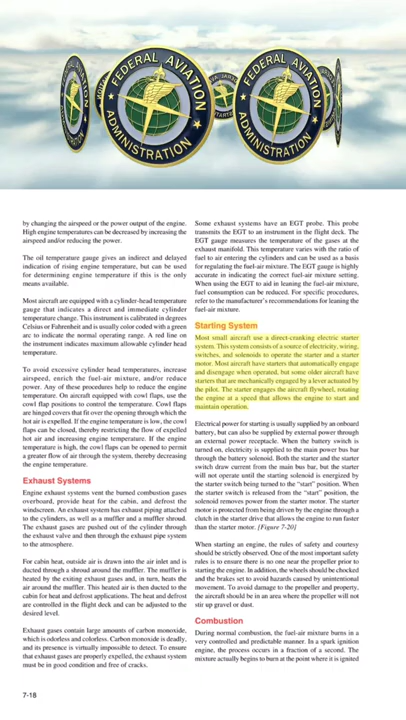 FEDERAL AVIATION
ADMINISTRATION
FEDERAL AVIATION
ADMINISTRATION
by changing the airspeed or the power output of the engine.
High engine temperatures can be decreased by increasing the
airspeed and/or reducing the power.
The oil temperature gauge gives an indirect and delayed
indication of rising engine temperature, but can be used
for determining engine temperature if this is the only
means available.
Most aircraft are equipped with a cylinder-head temperature
gauge that indicates a direct and immediate cylinder
temperature change. This instrument is calibrated in degrees
Celsius or Fahrenheit and is usually color coded with a green
arc to indicate the normal operating range. A red line on
the instrument indicates maximum allowable cylinder head
temperature.
To avoid excessive cylinder head temperatures, increase
airspeed, enrich the fuel-air mixture, and/or reduce
power. Any of these procedures help to reduce the engine
temperature. On aircraft equipped with cowl flaps, use the
cowl flap positions to control the temperature. Cowl flaps
are hinged covers that fit over the opening through which the
hot air is expelled. If the engine temperature is low, the cowl
flaps can be closed, thereby restricting the flow of expelled
hot air and increasing engine temperature. If the engine
temperature is high, the cowl flaps can be opened to permit
a greater flow of air through the system, thereby decreasing
the engine temperature.
Exhaust Systems
Engine exhaust systems vent the burned combustion gases
overboard, provide heat for the cabin, and defrost the
windscreen. An exhaust system has exhaust piping attached
to the cylinders, as well as a muffler and a muffler shroud.
The exhaust gases are pushed out of the cylinder through
the exhaust valve and then through the exhaust pipe system
to the atmosphere.
For cabin heat, outside air is drawn into the air inlet and is
ducted through a shroud around the muffler. The muffler is
heated by the exiting exhaust gases and, in turn, heats the
air around the muffler. This heated air is then ducted to the
cabin for heat and defrost applications. The heat and defrost
are controlled in the flight deck and can be adjusted to the
desired level.
Exhaust gases contain large amounts of carbon monoxide,
which is odorless and colorless. Carbon monoxide is deadly,
and its presence is virtually impossible to detect. To ensure
that exhaust gases are properly expelled, the exhaust system
must be in good condition and free of cracks.
Some exhaust systems have an EGT probe. This probe
transmits the EGT to an instrument in the flight deck. The
EGT gauge measures the temperature of the gases at the
exhaust manifold. This temperature varies with the ratio of
fuel to air entering the cylinders and can be used as a basis
for regulating the fuel-air mixture. The EGT gauge is highly
accurate in indicating the correct fuel-air mixture setting.
When using the EGT to aid in leaning the fuel-air mixture,
fuel consumption can be reduced. For specific procedures,
refer to the manufacturer's recommendations for leaning the
fuel-air mixture.
Starting System
Most small aircraft use a direct-cranking electric starter
system. This system consists of a source of electricity, wiring,
switches, and solenoids to operate the starter and a starter
motor. Most aircraft have starters that automatically engage
and disengage when operated, but some older aircraft have
starters that are mechanically engaged by a lever actuated by
the pilot. The starter engages the aircraft flywheel, rotating
the engine at a speed that allows the engine to start and
maintain operation.
Electrical power for starting is usually supplied by an onboard
battery, but can also be supplied by external power through
an external power receptacle. When the battery switch is
turned on, electricity is supplied to the main power bus bar
through the battery solenoid. Both the starter and the starter
switch draw current from the main bus bar, but the starter
will not operate until the starting solenoid is energized by
the starter switch being turned to the "start" position. When
the starter switch is released from the "start" position, the
solenoid removes power from the starter motor. The starter
motor is protected from being driven by the engine through a
clutch in the starter drive that allows the engine to run faster
than the starter motor. [Figure 7-20]
When starting an engine, the rules of safety and courtesy
should be strictly observed. One of the most important safety
rules is to ensure there is no one near the propeller prior to
starting the engine. In addition, the wheels should be chocked
and the brakes set to avoid hazards caused by unintentional
movement. To avoid damage to the propeller and property,
the aircraft should be in an area where the propeller will not
stir up gravel or dust.
Combustion
During normal combustion, the fuel-air mixture burns in a
very controlled and predictable manner. In a spark ignition
engine, the process occurs in a fraction of a second. The
mixture actually begins to burn at the point where it is ignited
7-18